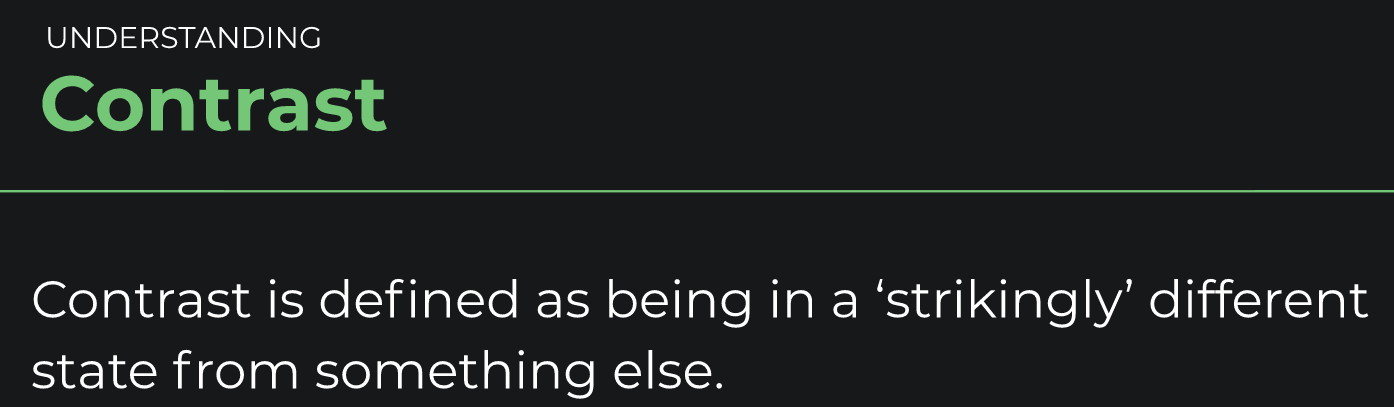 UNDERSTANDING
Contrast
Contrast is defined as being in a ‘strikingly’ different
state from something else.